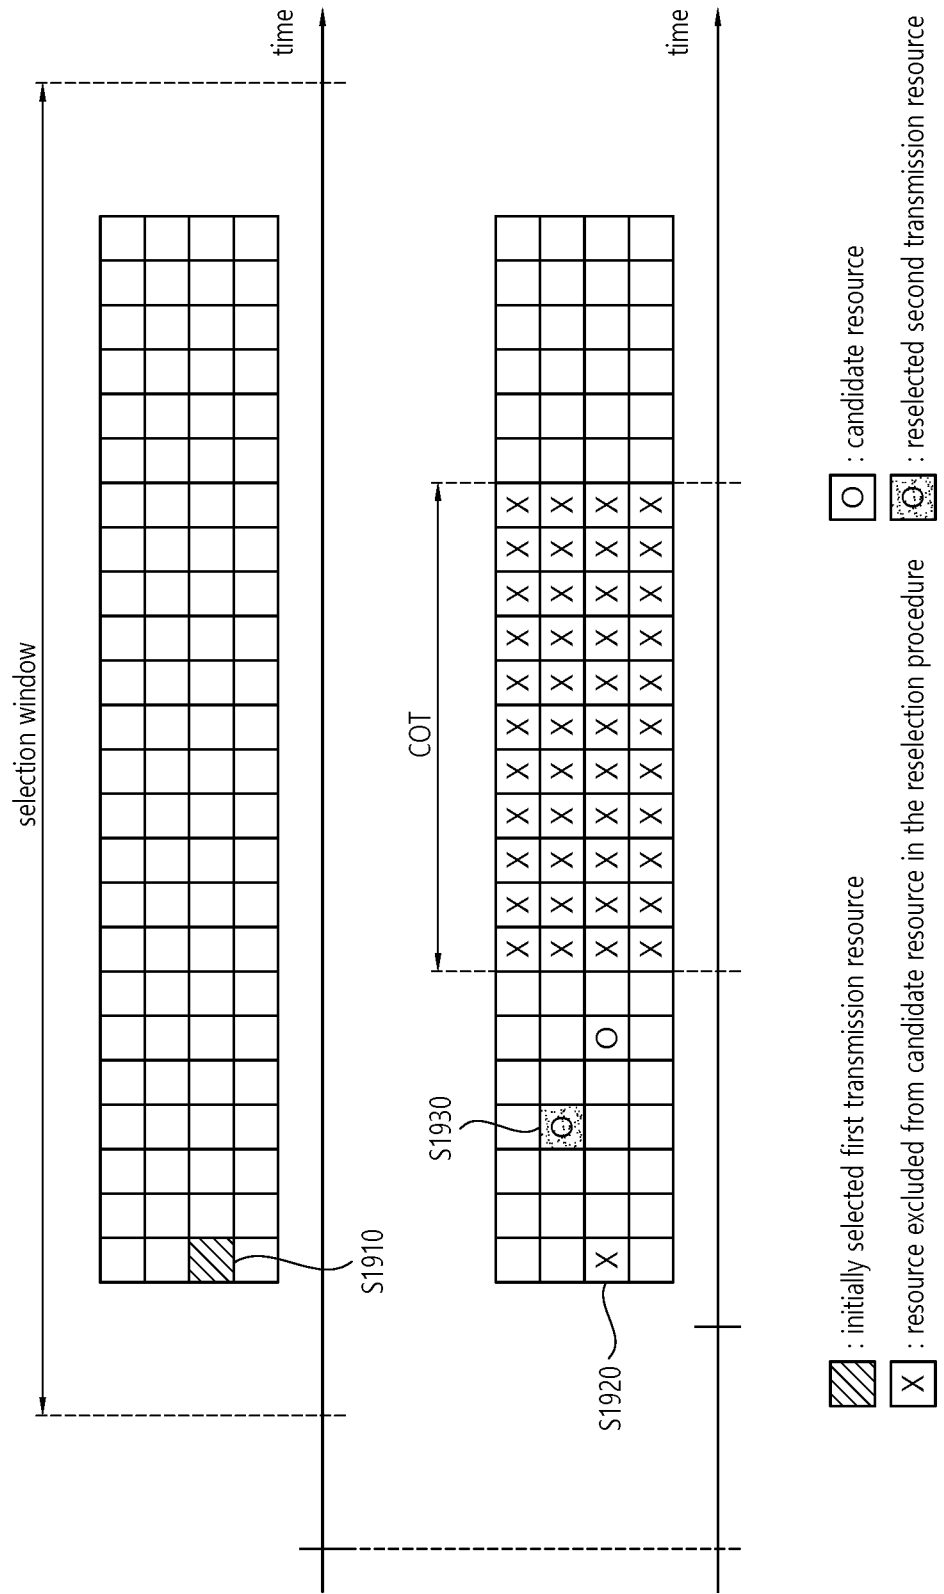 selection window
S1910
time
COT
S1930
X X X X X X X X X X X
O X X X X X X X X X X X
X O X X X X X X X X X X X
X X X X X X X X X X X
S1920
time
: initially selected first transmission resource
O : candidate resource
X : resource excluded from candidate resource in the reselection procedure
O : reselected second transmission resource